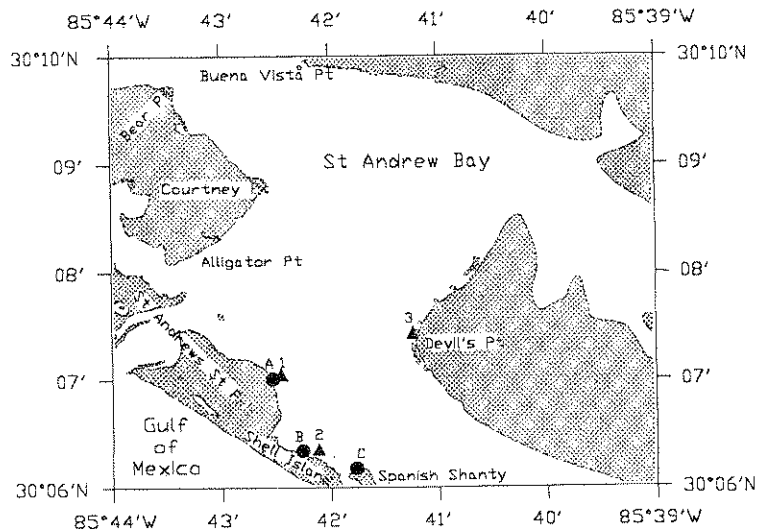 85°44'W 43' 42' 41' 40' 85°39'W
30°10'N 30°10'N
Buena Vista Pt
Bear P
St Andrew Bay
09' 09'
Courtney P
Alligator Pt
08' 08'
3
St Andrews St P
Devil's Pt
A 1
07' 07'
B 2 C
Gulf
of
Mexico
Shell Island
Spanish Shanty
30°06'N 30°06'N
85°44'W 43' 42' 41' 40' 85°39'W